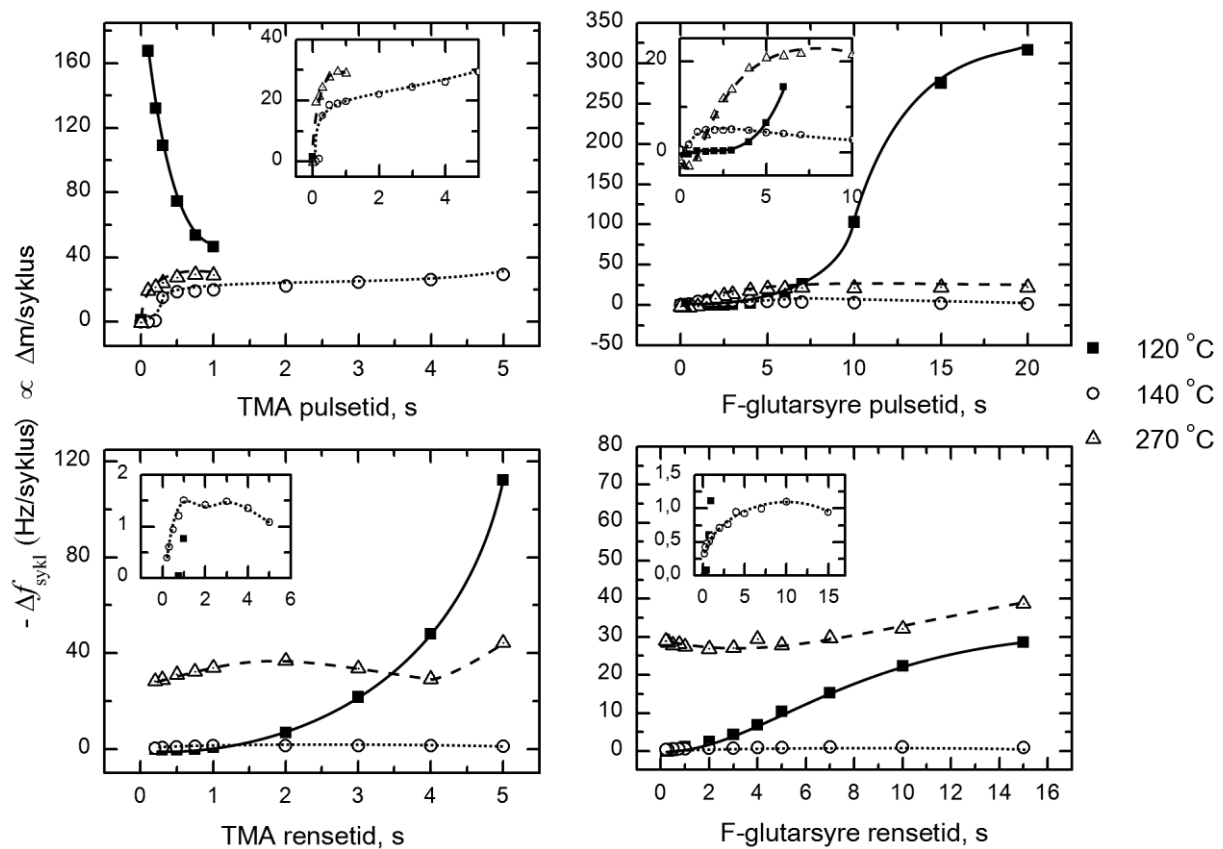 - Δf_sykl (Hz/syklus) ∝ Δm/syklus
160
120
80
40
0
0 1 2 3 4 5
TMA pulsetid, s
40
20
0
0 2 4
350
300
250
200
150
100
50
0
-50
0 5 10 15 20
F-glutarsyre pulsetid, s
20
0
0 5 10
120 °C
140 °C
270 °C
120
80
40
0
0 1 2 3 4 5
TMA rensetid, s
2
1
0
0 2 4 6
80
70
60
50
40
30
20
10
0
0 2 4 6 8 10 12 14 16
F-glutarsyre rensetid, s
1,5
1,0
0,5
0,0
0 5 10 15